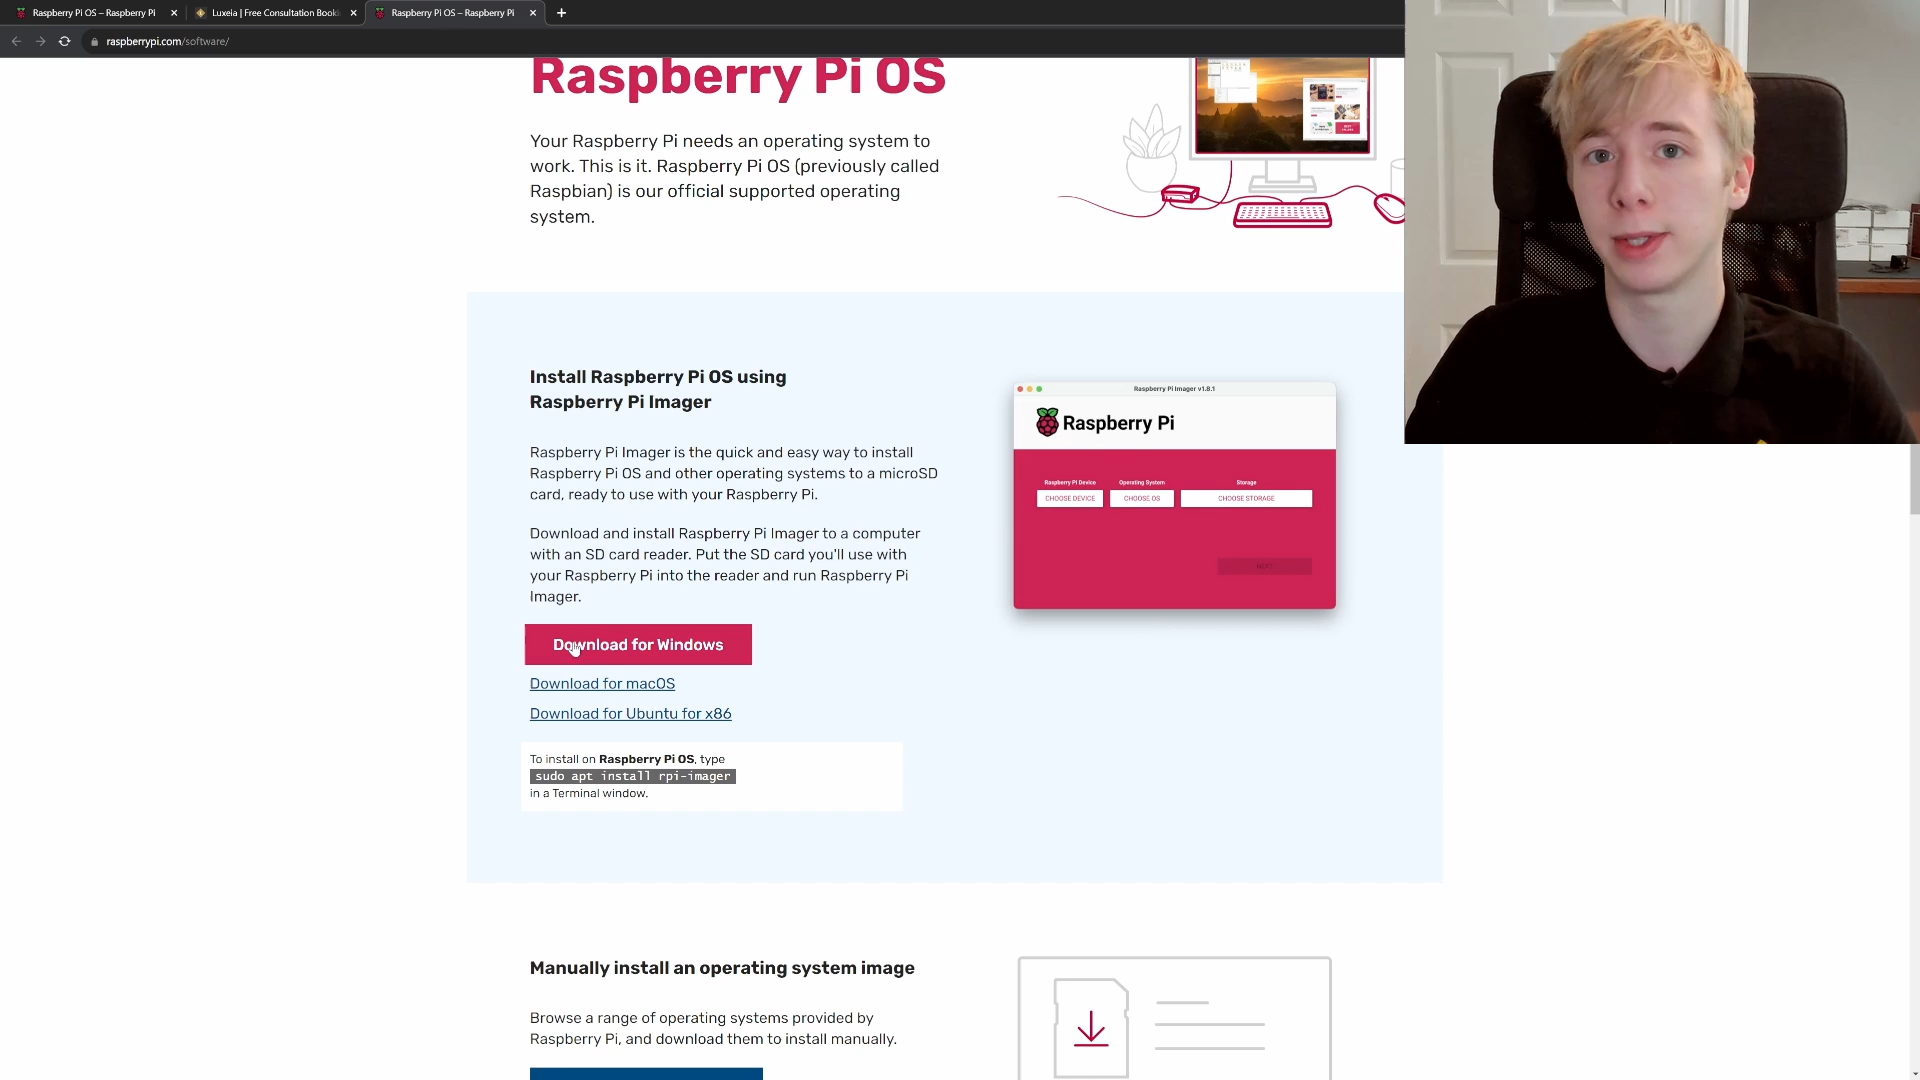 Raspberry Pi OS – Raspberry Pi
Luxeia | Free Consultation Book
Raspberry Pi OS – Raspberry Pi
raspberrypi.com/software/
Raspberry Pi OS
Your Raspberry Pi needs an operating system to
work. This is it. Raspberry Pi OS (previously called
Raspbian) is our official supported operating
system.
Install Raspberry Pi OS using
Raspberry Pi Imager
Raspberry Pi Imager is the quick and easy way to install
Raspberry Pi OS and other operating systems to a microSD
card, ready to use with your Raspberry Pi.
Download and install Raspberry Pi Imager to a computer
with an SD card reader. Put the SD card you'll use with
your Raspberry Pi into the reader and run Raspberry Pi
Imager.
Download for Windows
Download for macOS
Download for Ubuntu for x86
To install on Raspberry Pi OS, type
sudo apt install rpi-imager
in a Terminal window.
Raspberry Pi Imager v1.8.1
Raspberry Pi
Raspberry Pi Device Operating System Storage
CHOOSE DEVICE CHOOSE OS CHOOSE STORAGE
NEXT
Manually install an operating system image
Browse a range of operating systems provided by
Raspberry Pi, and download them to install manually.